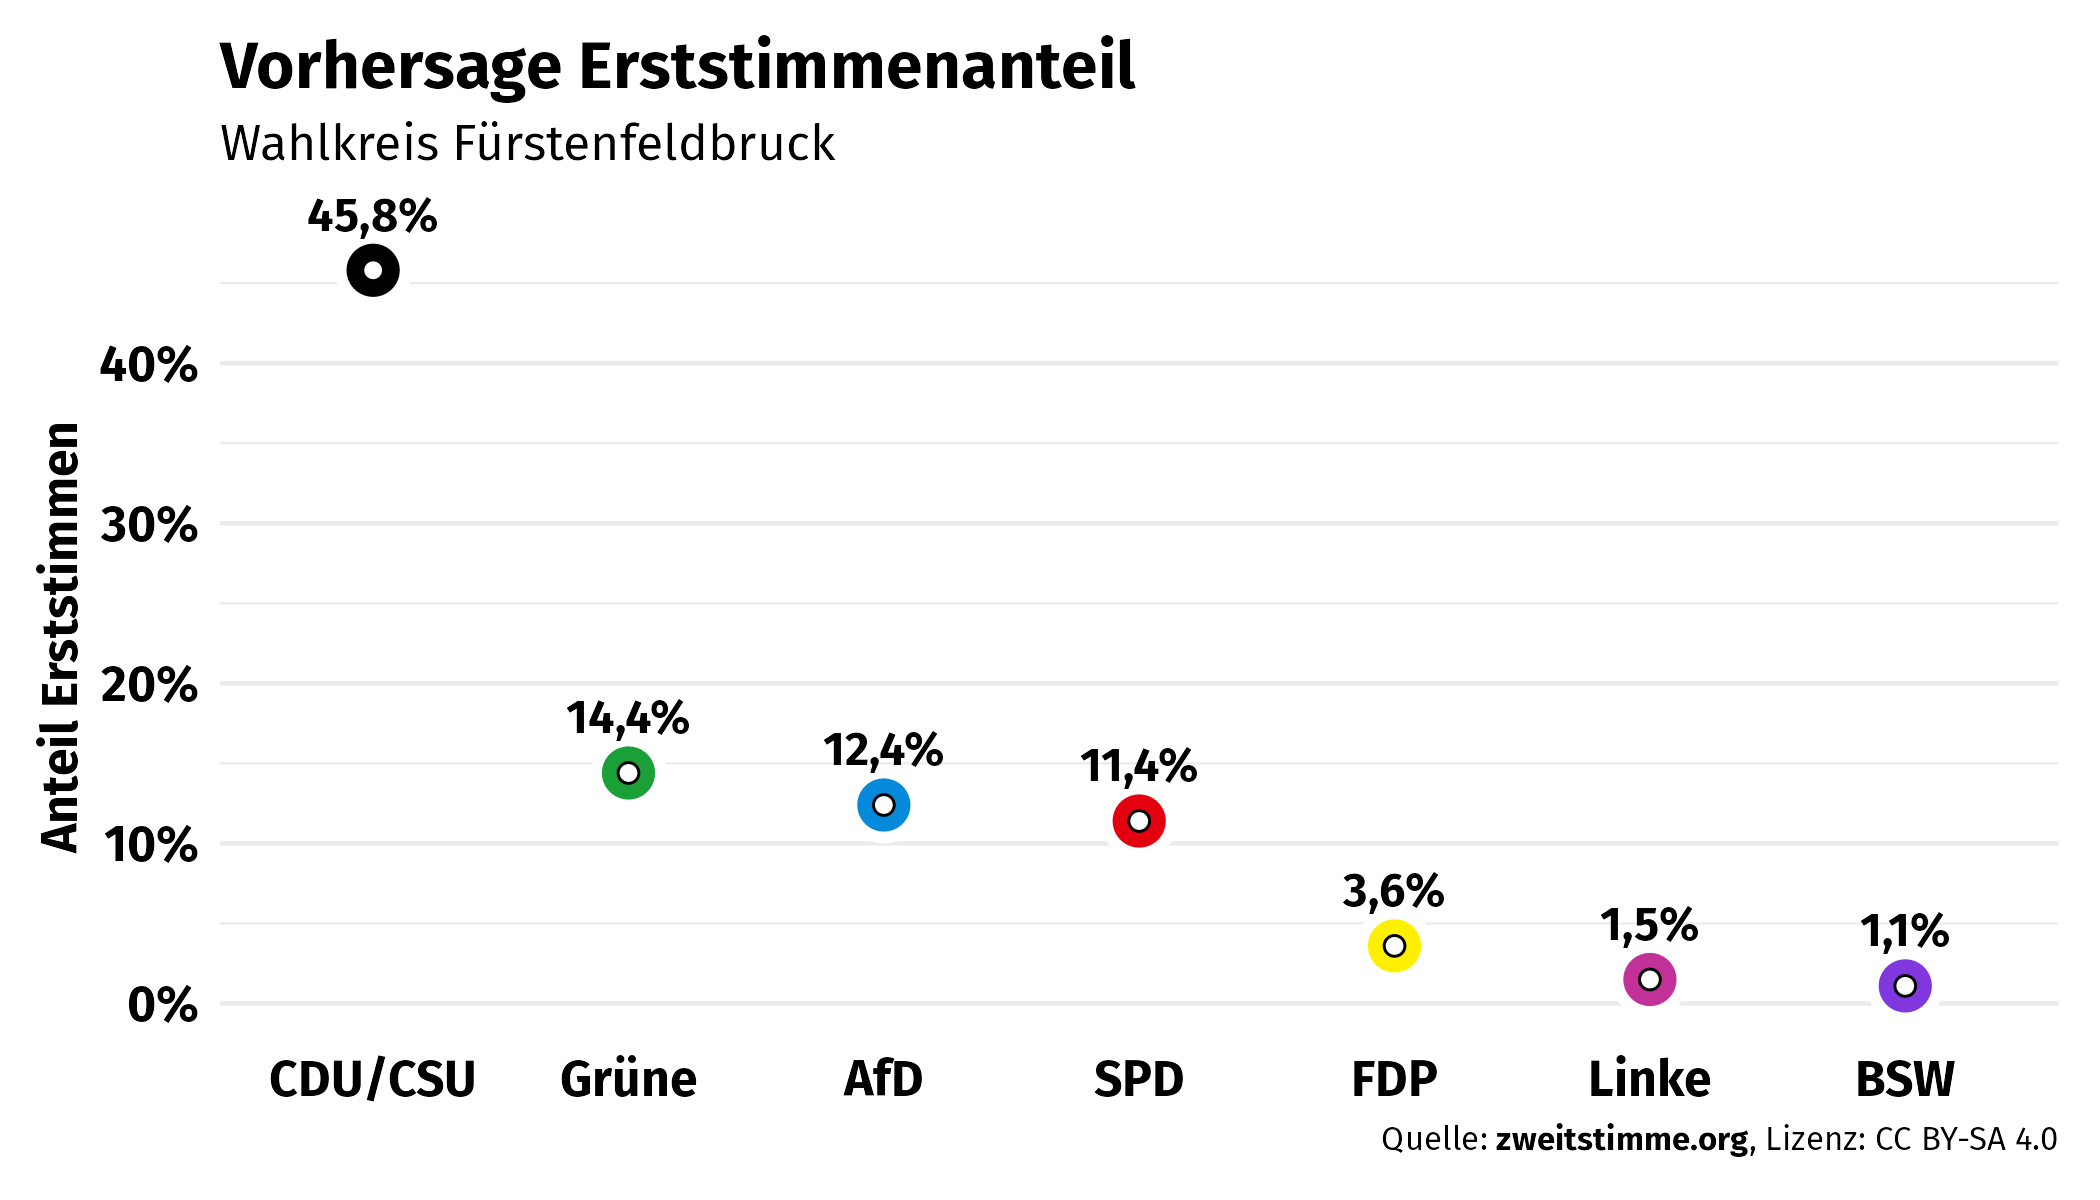 Vorhersage Erststimmenanteil
Wahlkreis Fürstenfeldbruck
45,8%
40%
30%
20%
10%
0%
Anteil Erststimmen
14,4%
12,4%
11,4%
3,6%
1,5%
1,1%
CDU/CSU Grüne AfD SPD FDP Linke BSW
Quelle: zweitstimme.org, Lizenz: CC BY-SA 4.0